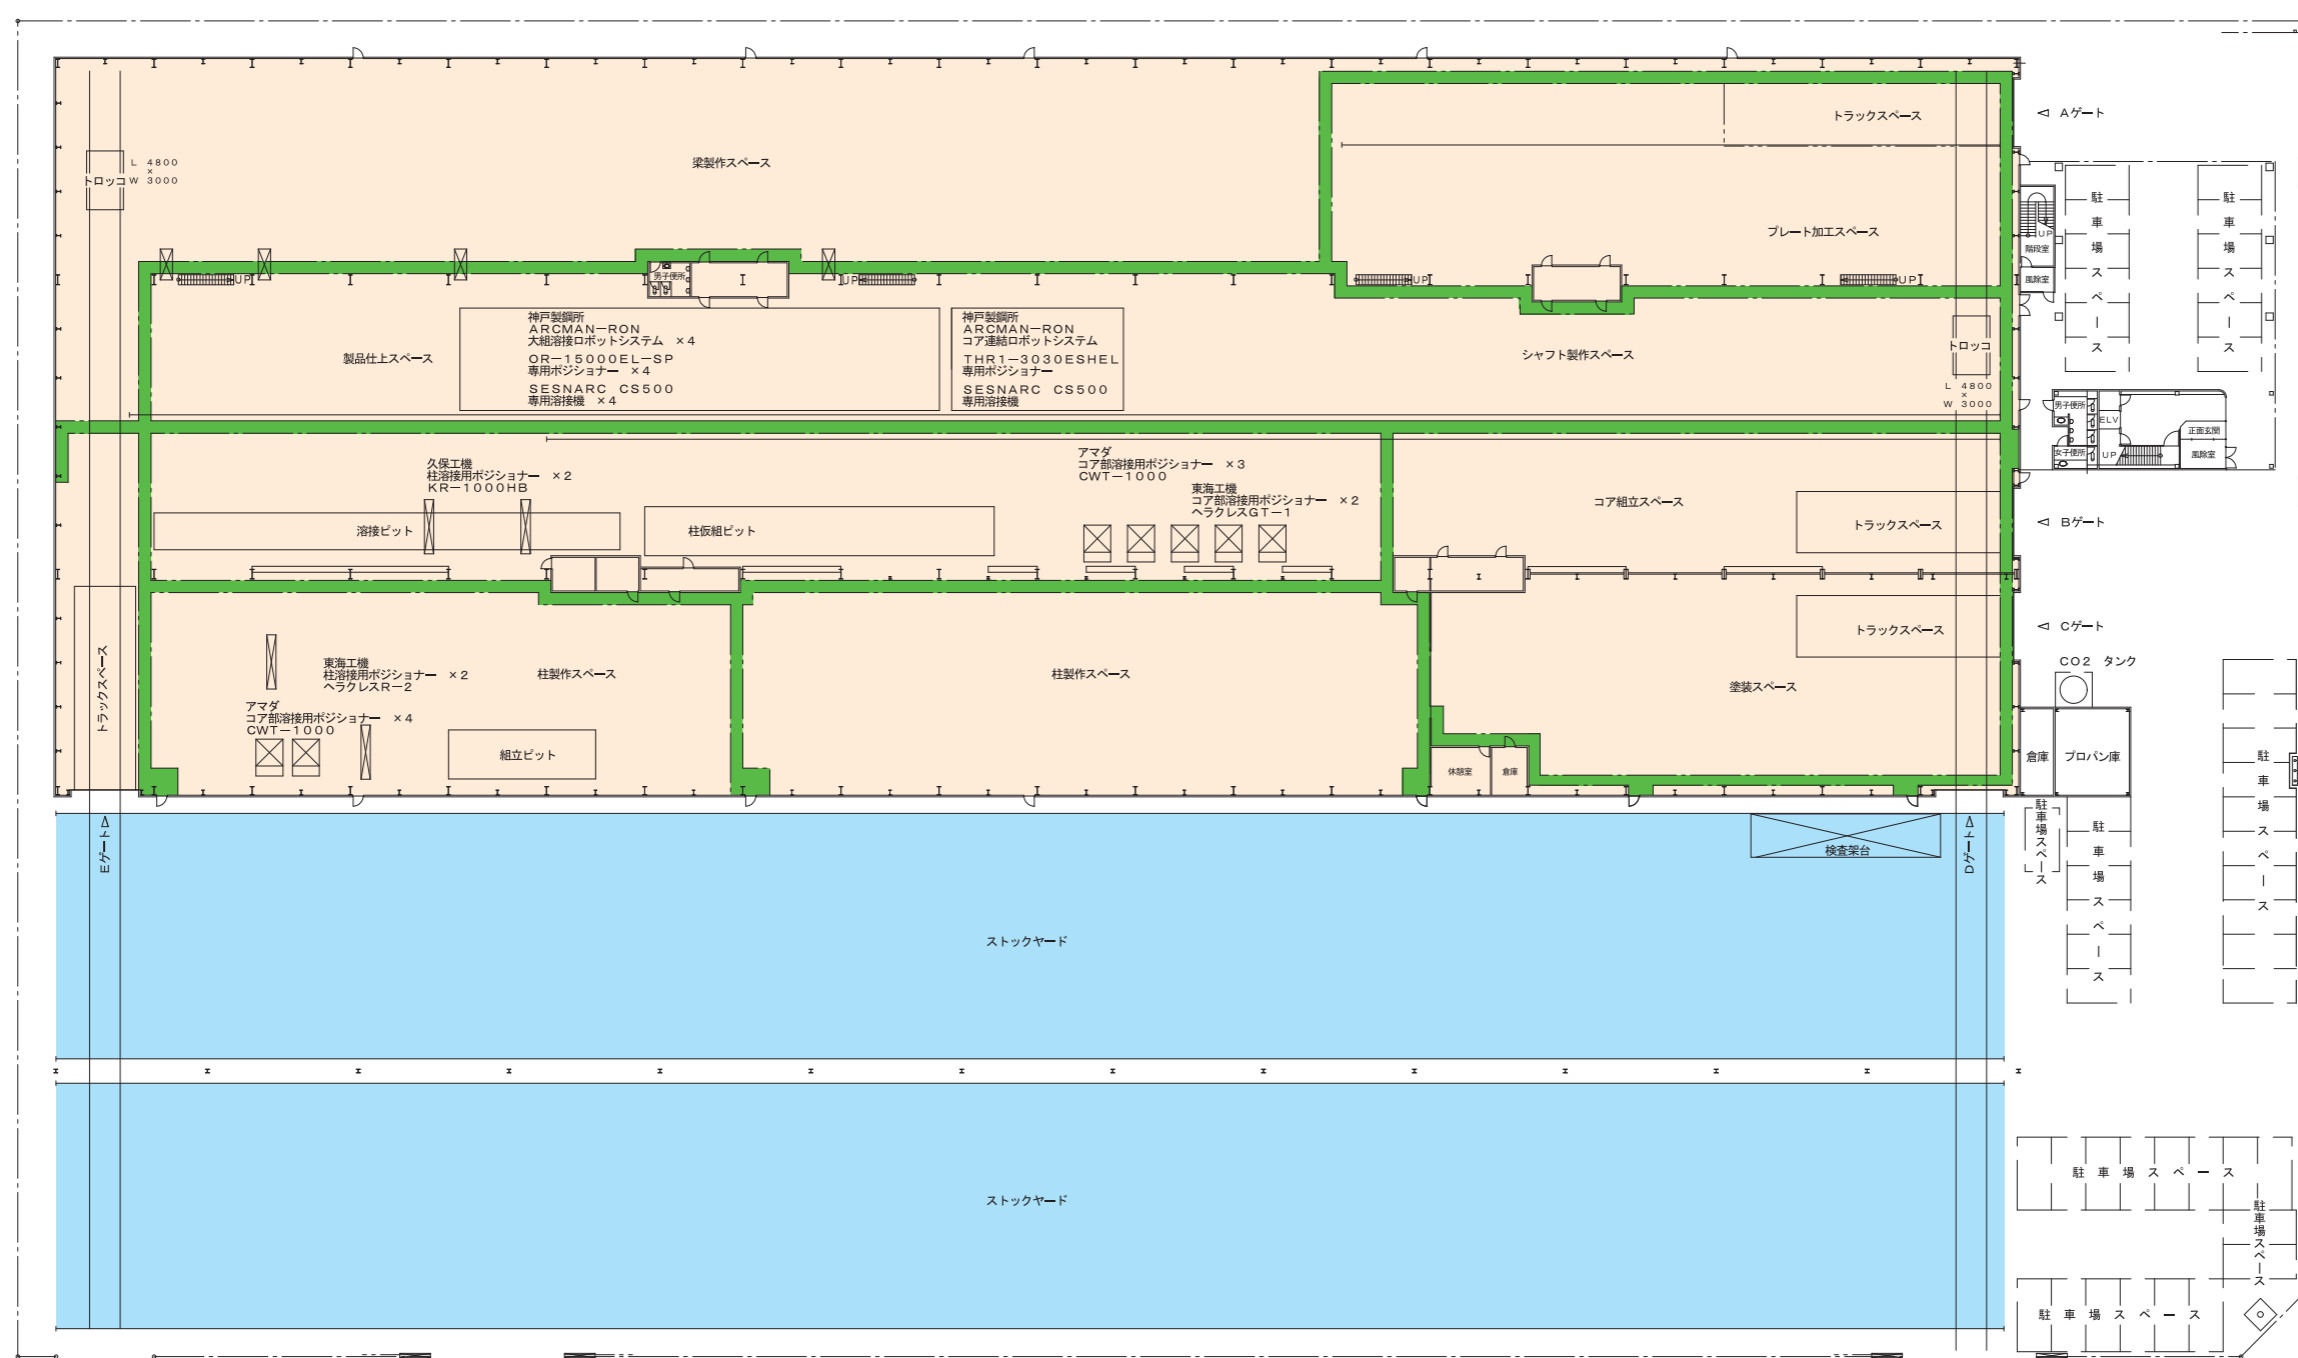 トラックスペース
◁ Aゲート
L 4800
×
W 3000
トロッコ
梁製作スペース
プレート加工スペース
駐車場スペース
駐車場スペース
UP
階段室
風除室
UP
UP
UP
UP
男子便所
神戸製鋼所
ARCMAN−RON
大組溶接ロボットシステム ×4
OR−15000EL−SP
専用ポジショナー ×4
SESNARC CS500
専用溶接機 ×4
神戸製鋼所
ARCMAN−RON
コア連結ロボットシステム
THR1−3030ESHEL
専用ポジショナー
SESNARC CS500
専用溶接機
製品仕上スペース
シャフト製作スペース
トロッコ
L 4800
×
W 3000
男子便所
ELV
正面玄関
女子便所
UP
風除室
久保工機
柱溶接用ポジショナー ×2
KR−1000HB
アマダ
コア部溶接用ポジショナー ×3
CWT−1000
東海工機
コア部溶接用ポジショナー ×2
ヘラクレスGT−1
コア組立スペース
溶接ピット
柱仮組ピット
トラックスペース
◁ Bゲート
トラックスペース
◁ Cゲート
CO2 タンク
トラックスペース
東海工機
柱溶接用ポジショナー ×2
ヘラクレスR−2
柱製作スペース
柱製作スペース
塗装スペース
アマダ
コア部溶接用ポジショナー ×4
CWT−1000
組立ピット
休憩室
倉庫
倉庫
プロパン庫
駐車場スペース
Eゲート△
検査架台
Dゲート△
駐車場スペース
駐車場スペース
ストックヤード
ストックヤード
駐車場スペース
駐車場スペース
駐車場スペース